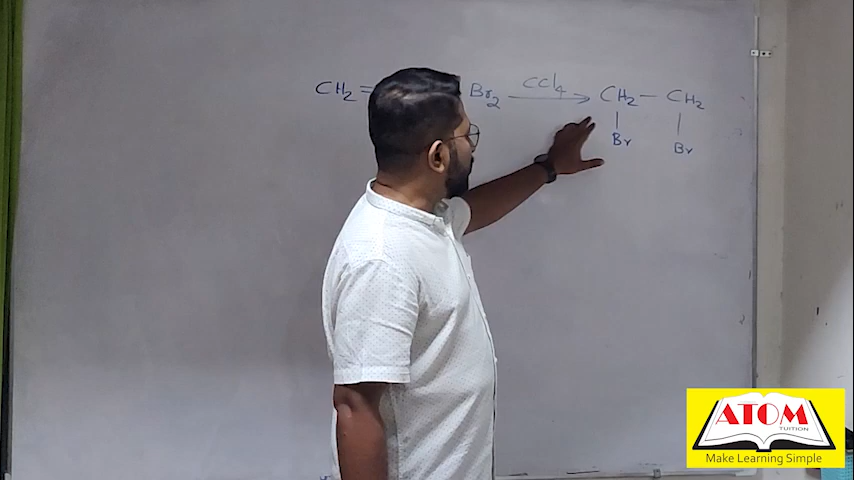 CH2 = Br2 CCl4 → CH2 — CH2
Br Br
ATOM
TUITION
Make Learning Simple